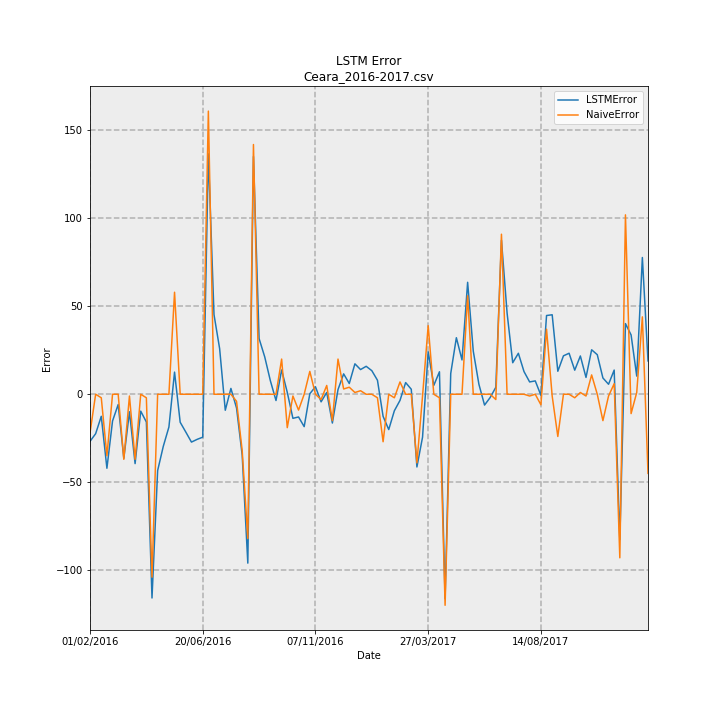 LSTM Error
Ceara_2016-2017.csv
LSTMError
NaiveError
150
100
50
0
−50
−100
Error
01/02/2016 20/06/2016 07/11/2016 27/03/2017 14/08/2017
Date